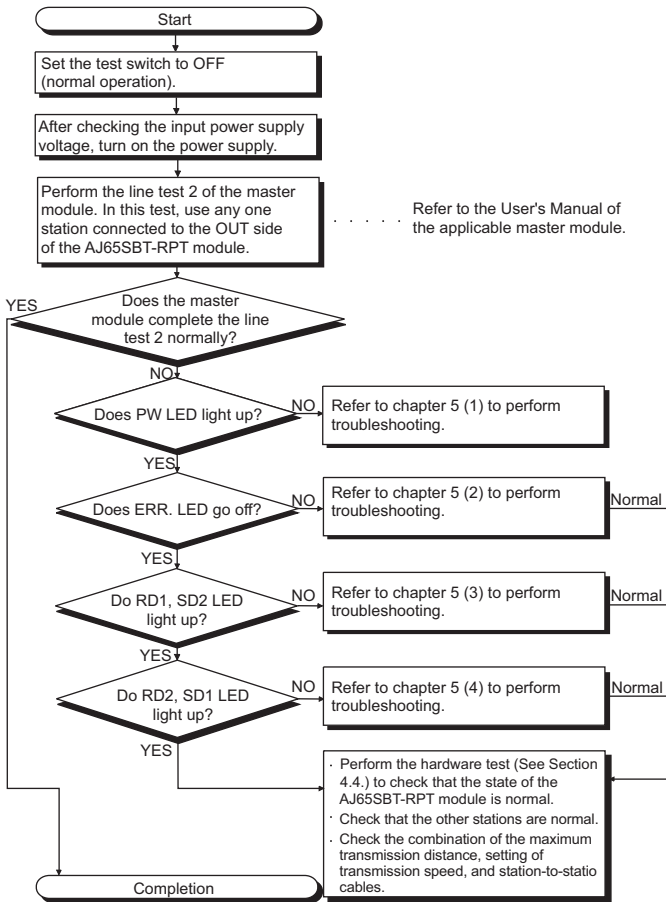 Start
Set the test switch to OFF
(normal operation).
After checking the input power supply
voltage, turn on the power supply.
Perform the line test 2 of the master
module. In this test, use any one
station connected to the OUT side
of the AJ65SBT-RPT module.
. . . . . Refer to the User's Manual of
the applicable master module.
YES
Does the master
module complete the line
test 2 normally?
NO
Does PW LED light up?
NO
Refer to chapter 5 (1) to perform
troubleshooting.
YES
Does ERR. LED go off?
NO
Refer to chapter 5 (2) to perform
troubleshooting.
Normal
YES
Do RD1, SD2 LED
light up?
NO
Refer to chapter 5 (3) to perform
troubleshooting.
Normal
YES
Do RD2, SD1 LED
light up?
NO
Refer to chapter 5 (4) to perform
troubleshooting.
Normal
YES
· Perform the hardware test (See Section
4.4.) to check that the state of the
AJ65SBT-RPT module is normal.
· Check that the other stations are normal.
· Check the combination of the maximum
transmission distance, setting of
transmission speed, and station-to-statio
cables.
Completion